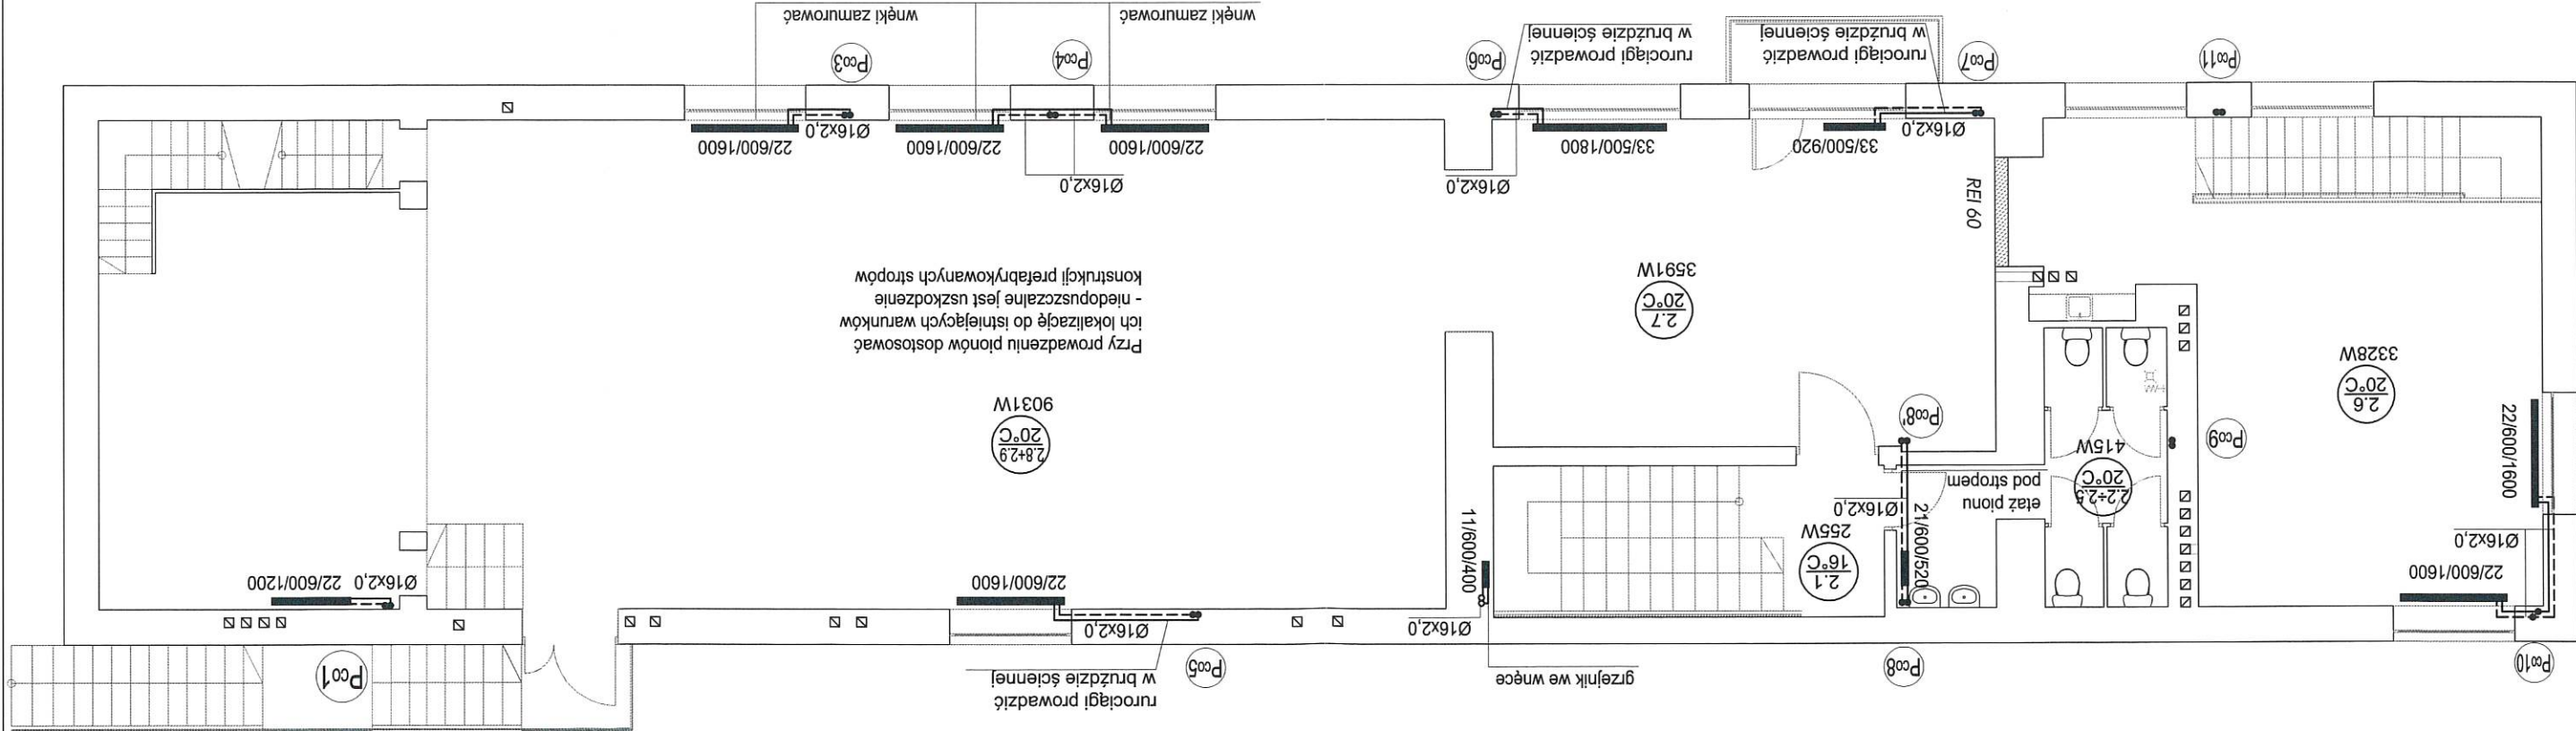 Pco10
Pco8
grzejnik we wnęce
Pco5
rurociągi prowadzić
w bruździe ściennej
Pco1
22/600/1600
Ø16x2,0
22/600/1600
2.2÷2.5
20°C
415W
etaż pionu
pod stropem
21/600/520
Ø16x2,0
2.1
16°C
255W
11/600/400
Ø16x2,0
Ø16x2,0
22/600/1600
Ø16x2,0
22/600/1200
2.6
20°C
3328W
Pco9
Pco8'
2.8+2.9
20°C
9031W
2.7
20°C
3591W
Przy prowadzeniu pionów dostosować
ich lokalizację do istniejących warunków
- niedopuszczalne jest uszkodzenie
konstrukcji prefabrykowanych stropów
REI 60
33/500/920
Ø16x2,0
33/500/1800
Ø16x2,0
22/600/1600
Ø16x2,0
22/600/1600
Ø16x2,0
22/600/1600
Pco11
Pco7
rurociągi prowadzić
w bruździe ściennej
rurociągi prowadzić
w bruździe ściennej
Pco6
Pco4
Pco3
wnęki zamurować
wnęki zamurować